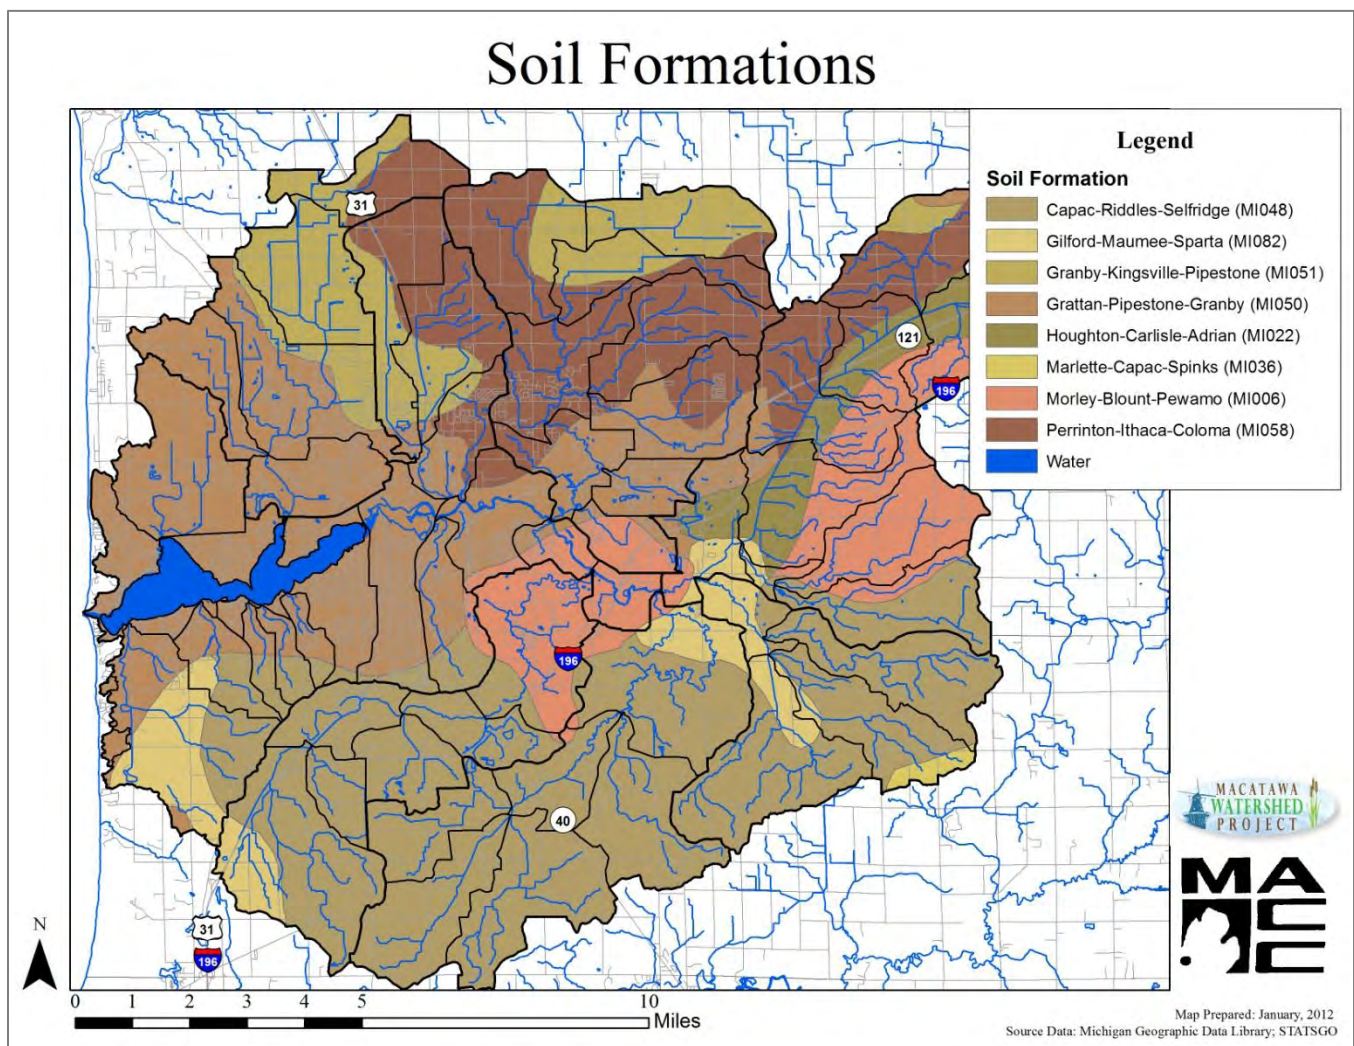 Soil Formations
Legend
Soil Formation
Capac-Riddles-Selfridge (MI048)
Gilford-Maumee-Sparta (MI082)
Granby-Kingsville-Pipestone (MI051)
Grattan-Pipestone-Granby (MI050)
Houghton-Carlisle-Adrian (MI022)
Marlette-Capac-Spinks (MI036)
Morley-Blount-Pewamo (MI006)
Perrinton-Ithaca-Coloma (MI058)
Water
31
121
196
196
40
31
196
N
0 1 2 3 4 5 10
Miles
MACATAWA
WATERSHED
PROJECT
MA
CC
Map Prepared: January, 2012
Source Data: Michigan Geographic Data Library; STATSGO